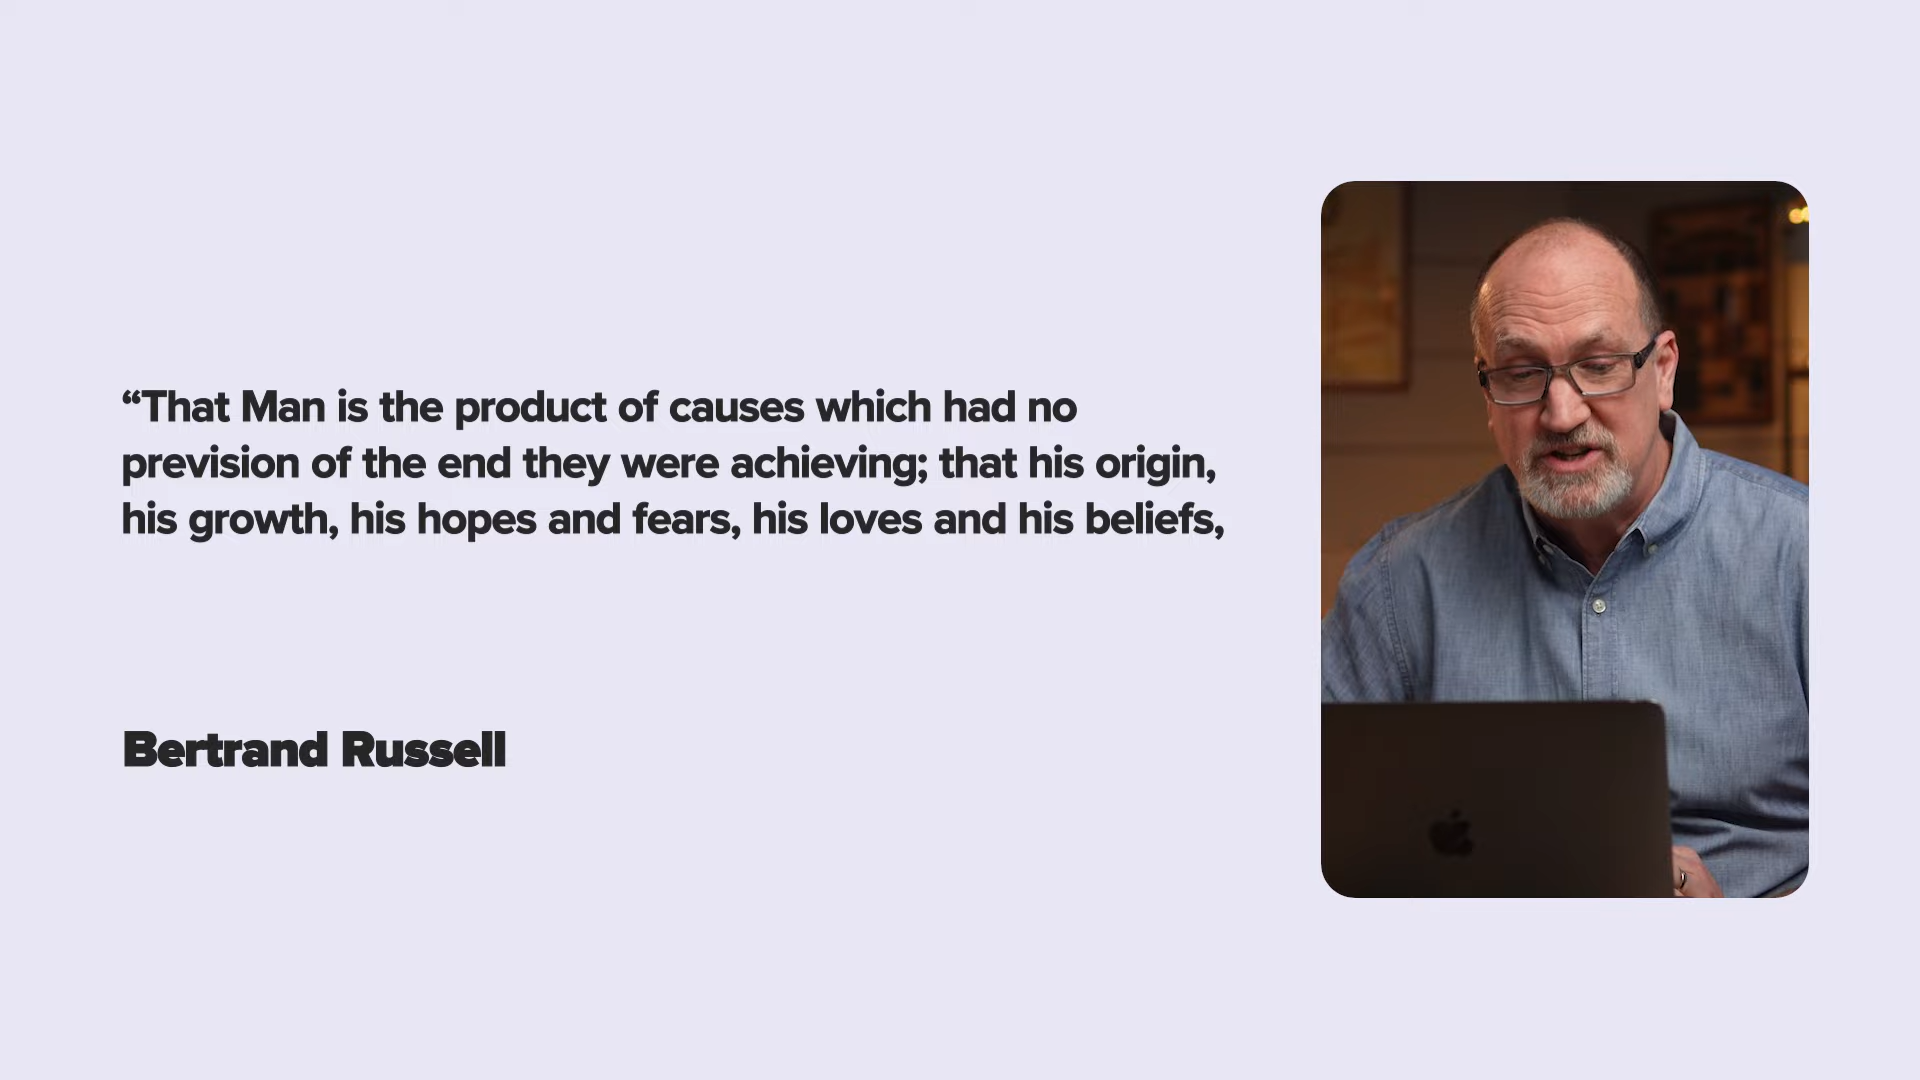 “That Man is the product of causes which had no
prevision of the end they were achieving; that his origin,
his growth, his hopes and fears, his loves and his beliefs,
Bertrand Russell